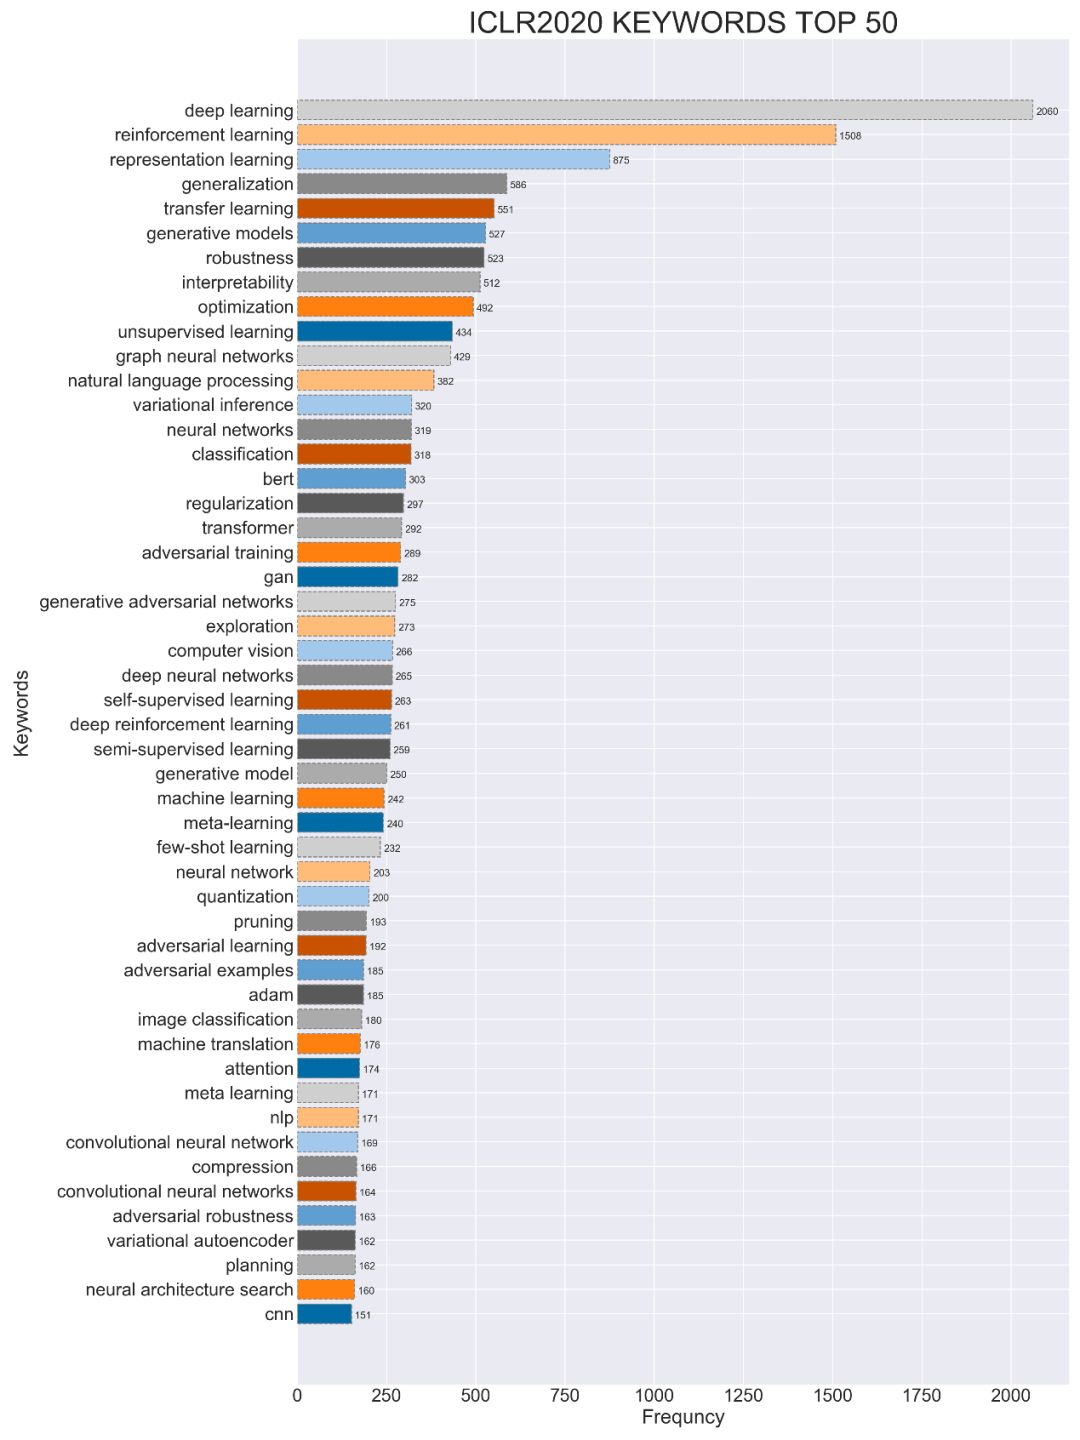 ICLR2020 KEYWORDS TOP 50
deep learning 2060
reinforcement learning 1508
representation learning 875
generalization 586
transfer learning 551
generative models 527
robustness 523
interpretability 512
optimization 492
unsupervised learning 434
graph neural networks 429
natural language processing 382
variational inference 320
neural networks 319
classification 318
bert 303
regularization 297
transformer 292
adversarial training 289
gan 282
generative adversarial networks 275
exploration 273
computer vision 266
deep neural networks 265
self-supervised learning 263
deep reinforcement learning 261
semi-supervised learning 259
generative model 250
machine learning 242
meta-learning 240
few-shot learning 232
neural network 203
quantization 200
pruning 193
adversarial learning 192
adversarial examples 185
adam 185
image classification 180
machine translation 176
attention 174
meta learning 171
nlp 171
convolutional neural network 169
compression 166
convolutional neural networks 164
adversarial robustness 163
variational autoencoder 162
planning 162
neural architecture search 160
cnn 151
Keywords
0 250 500 750 1000 1250 1500 1750 2000
Frequncy